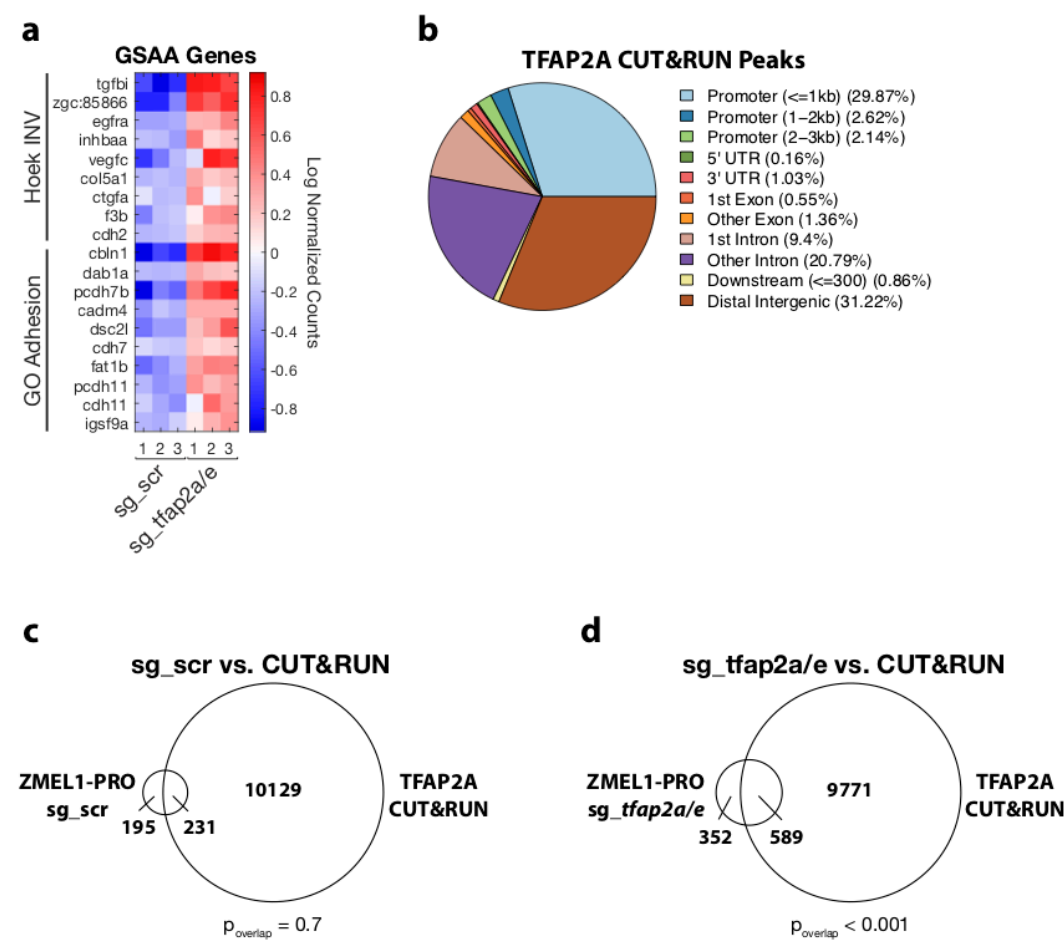 a
GSAA Genes
Hoek INV
GO Adhesion
tgfbi
zgc:85866
egfra
inhbaa
vegfc
col5a1
ctgfa
f3b
cdh2
cbln1
dab1a
pcdh7b
cadm4
dsc2l
cdh7
fat1b
pcdh11
cdh11
igsf9a
1 2 3 1 2 3
sg_scr
sg_tfap2a/e
0.8
0.6
0.4
0.2
0
-0.2
-0.4
-0.6
-0.8
Log Normalized Counts
b
TFAP2A CUT&RUN Peaks
Promoter (<=1kb) (29.87%)
Promoter (1-2kb) (2.62%)
Promoter (2-3kb) (2.14%)
5' UTR (0.16%)
3' UTR (1.03%)
1st Exon (0.55%)
Other Exon (1.36%)
1st Intron (9.4%)
Other Intron (20.79%)
Downstream (<=300) (0.86%)
Distal Intergenic (31.22%)
c
sg_scr vs. CUT&RUN
ZMEL1-PRO
sg_scr
195
231
10129
TFAP2A
CUT&RUN
p overlap = 0.7
d
sg_tfap2a/e vs. CUT&RUN
ZMEL1-PRO
sg_tfap2a/e
352
589
9771
TFAP2A
CUT&RUN
p overlap < 0.001